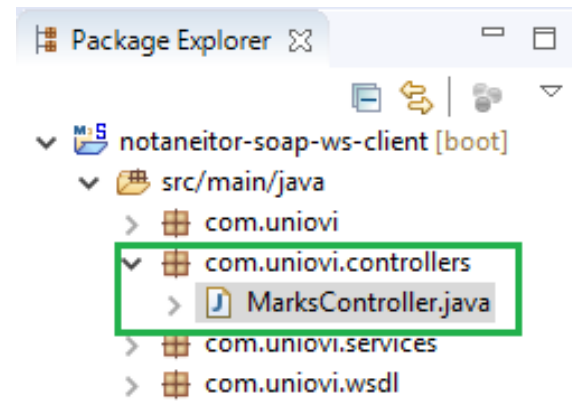 Package Explorer
notaneitor-soap-ws-client [boot]
src/main/java
com.uniovi
com.uniovi.controllers
MarksController.java
com.uniovi.services
com.uniovi.wsdl